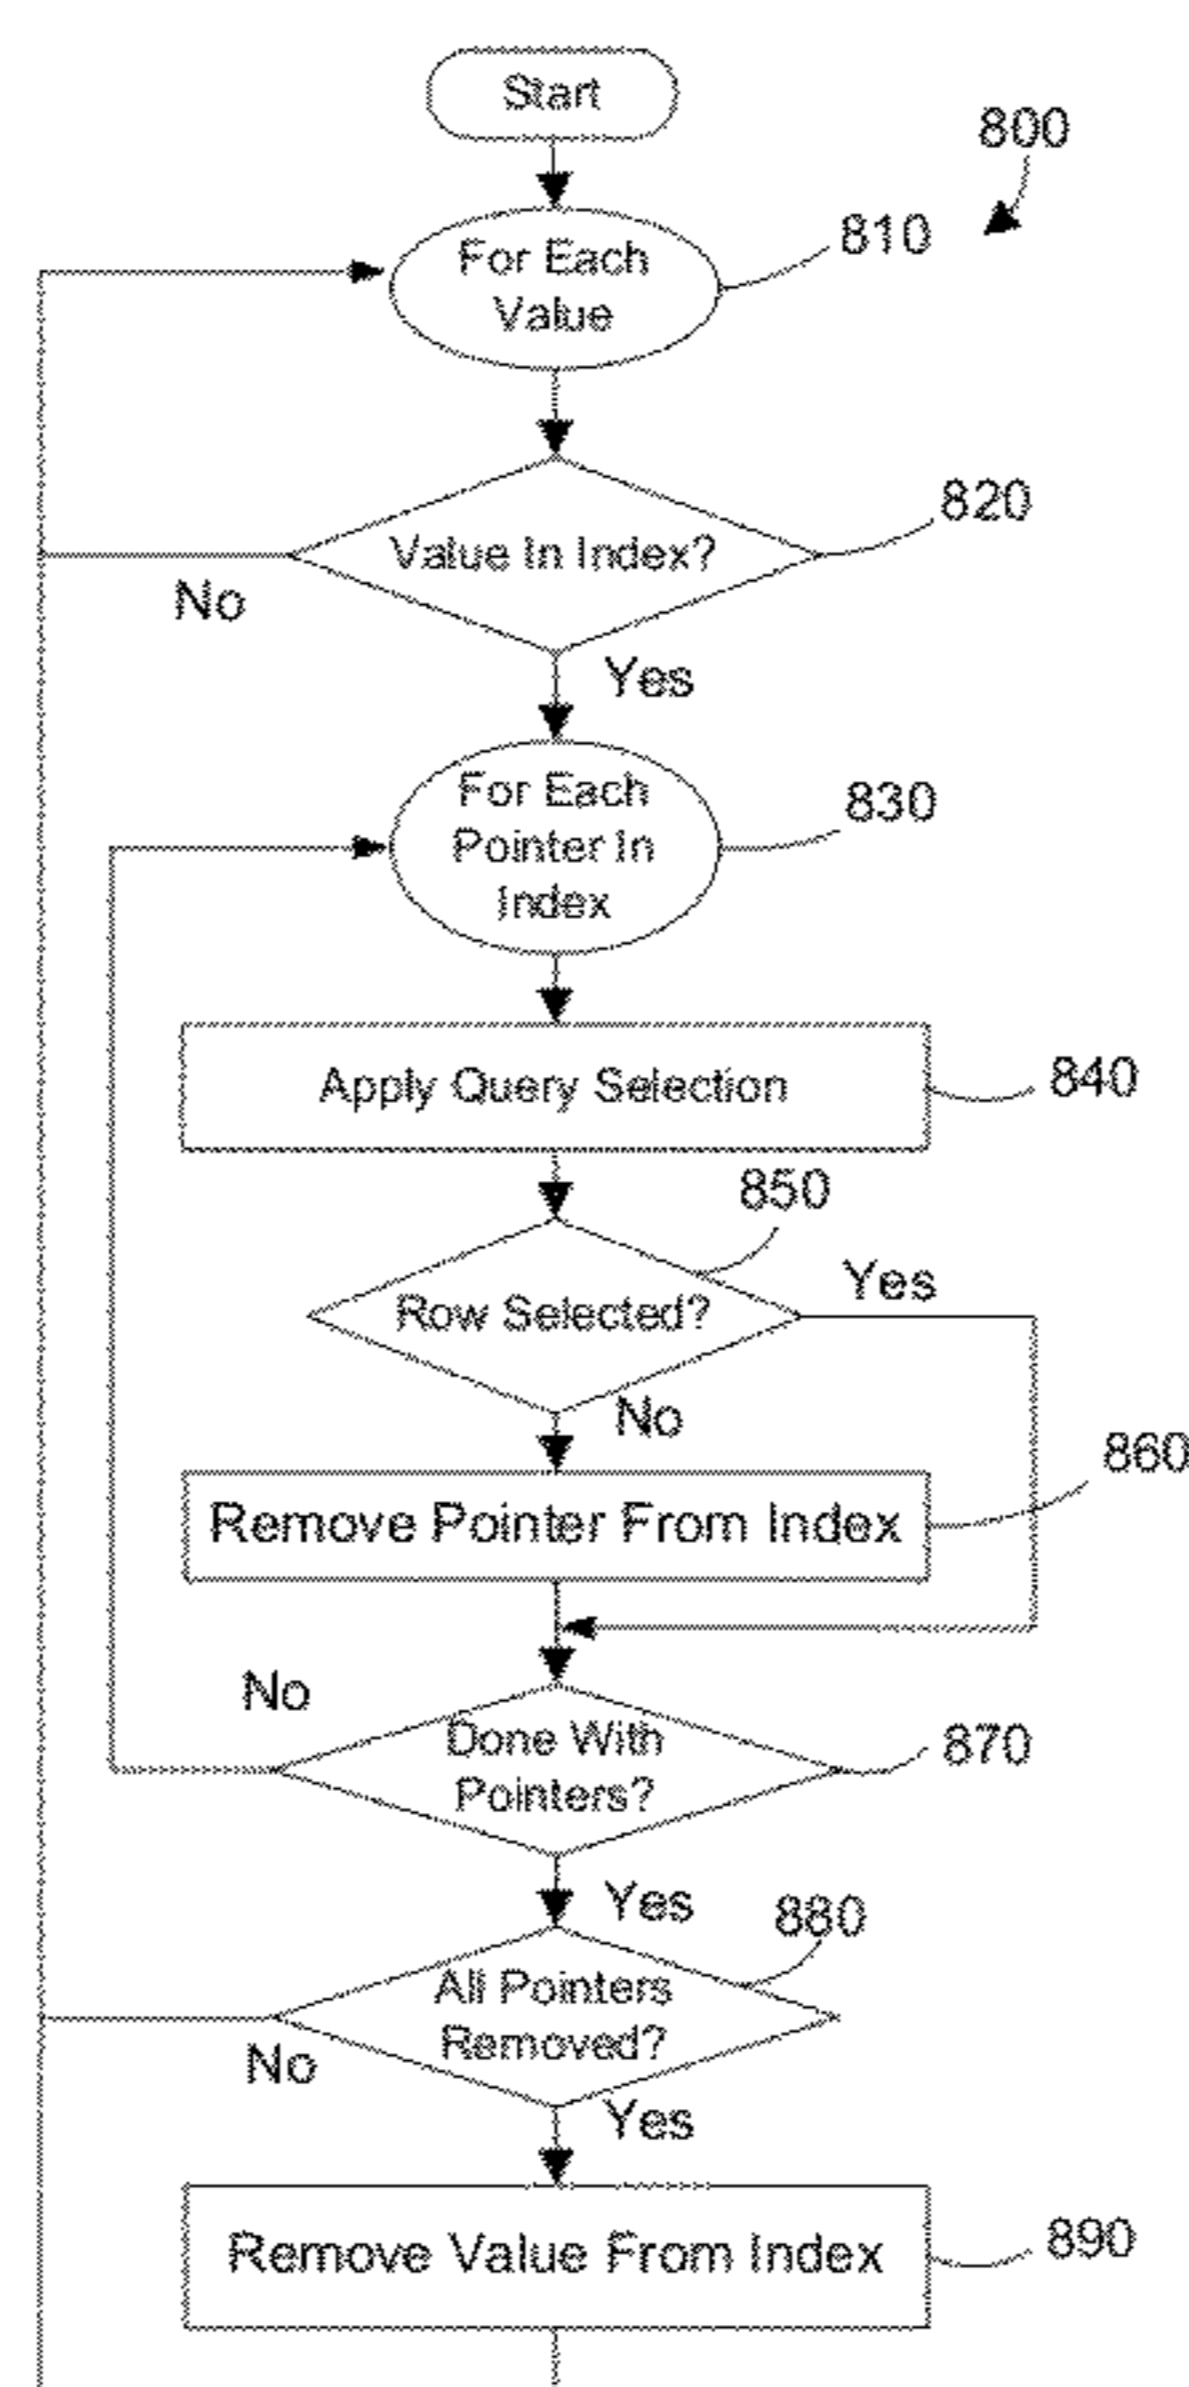 Start
800
For Each
Value
810
Value In Index?
820
No
Yes
For Each
Pointer In
Index
830
Apply Query Selection
840
850
Row Selected?
Yes
No
860
Remove Pointer From Index
No
Done With
Pointers?
870
Yes
880
All Pointers
Removed?
No
Yes
Remove Value From Index
890